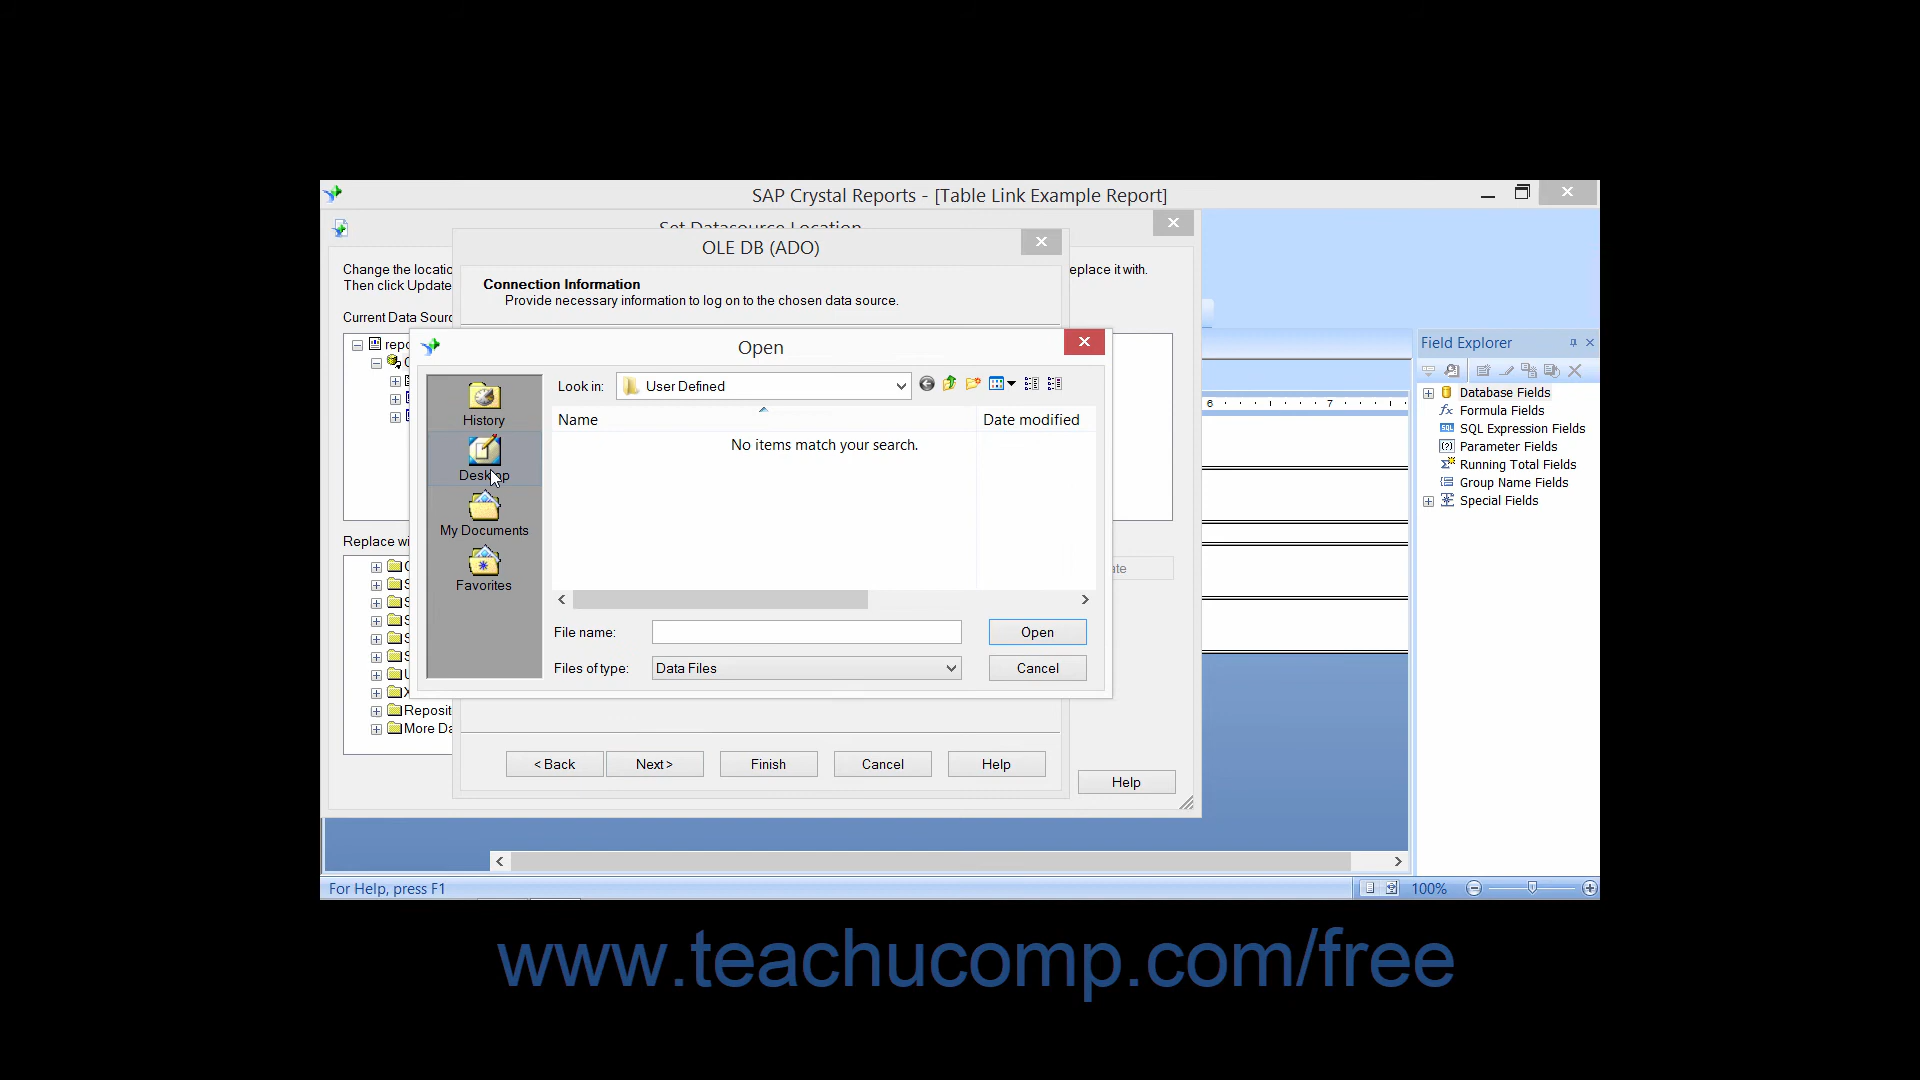 SAP Crystal Reports - [Table Link Example Report]
Set Datasource Location
OLE DB (ADO)
Change the locatio
eplace it with.
Then click Update
Connection Information
Provide necessary information to log on to the chosen data source.
Current Data Sourc
repo
Open
Look in:
User Defined
History
Desktop
My Documents
Favorites
Name
Date modified
No items match your search.
File name:
Open
Files of type:
Data Files
Cancel
Replace wi
Reposit
More Da
ate
< Back
Next >
Finish
Cancel
Help
Help
6
7
Field Explorer
Database Fields
Formula Fields
SQL Expression Fields
Parameter Fields
Running Total Fields
Group Name Fields
Special Fields
For Help, press F1
100%
www.teachucomp.com/free